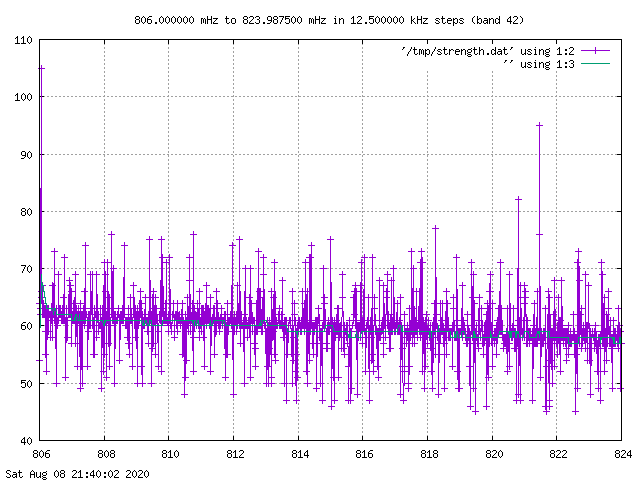 806.000000 mHz to 823.987500 mHz in 12.500000 kHz steps (band 42)
110
'/tmp/strength.dat' using 1:2
'' using 1:3
100
90
80
70
60
50
40
806 808 810 812 814 816 818 820 822 824
Sat Aug 08 21:40:02 2020